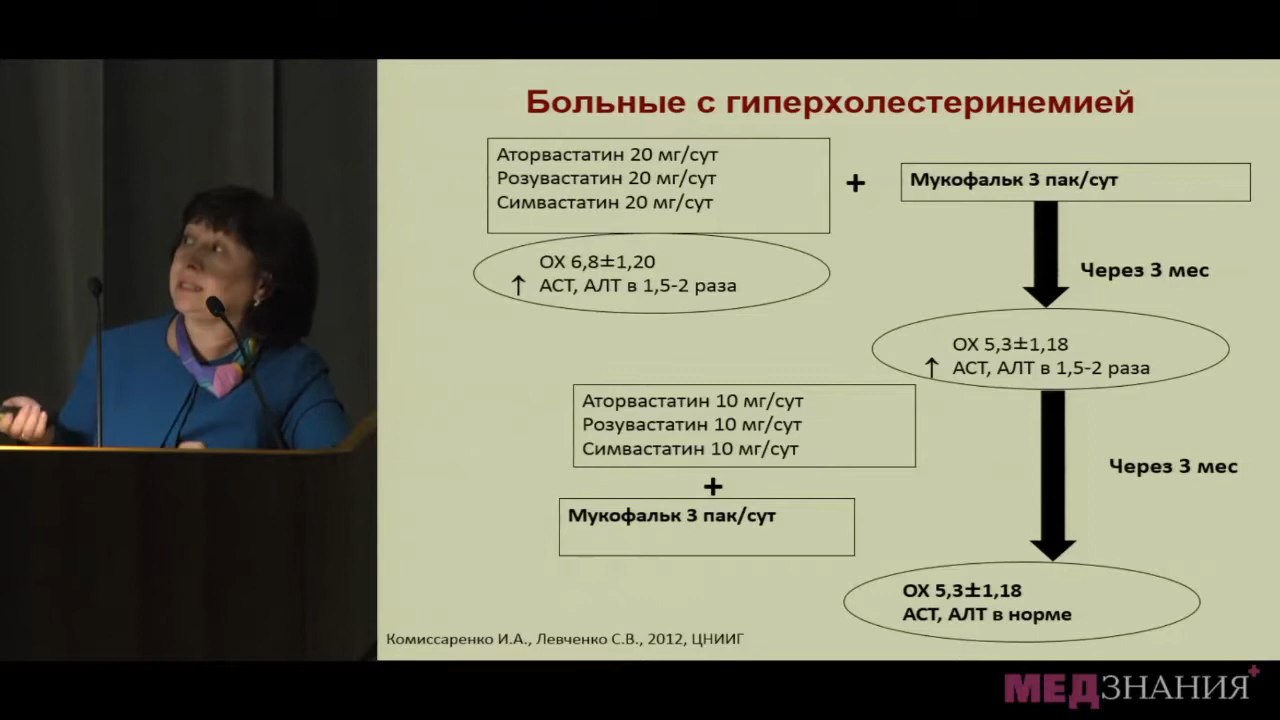 Больные с гиперхолестеринемией
Аторвастатин 20 мг/сут
Розувастатин 20 мг/сут
Симвастатин 20 мг/сут
+
Мукофальк 3 пак/сут
ОХ 6,8±1,20
↑ АСТ, АЛТ в 1,5-2 раза
Через 3 мес
ОХ 5,3±1,18
↑ АСТ, АЛТ в 1,5-2 раза
Аторвастатин 10 мг/сут
Розувастатин 10 мг/сут
Симвастатин 10 мг/сут
+
Мукофальк 3 пак/сут
Через 3 мес
ОХ 5,3±1,18
АСТ, АЛТ в норме
Комиссаренко И.А., Левченко С.В., 2012, ЦНИИГ
МЕДЗНАНИЯ+